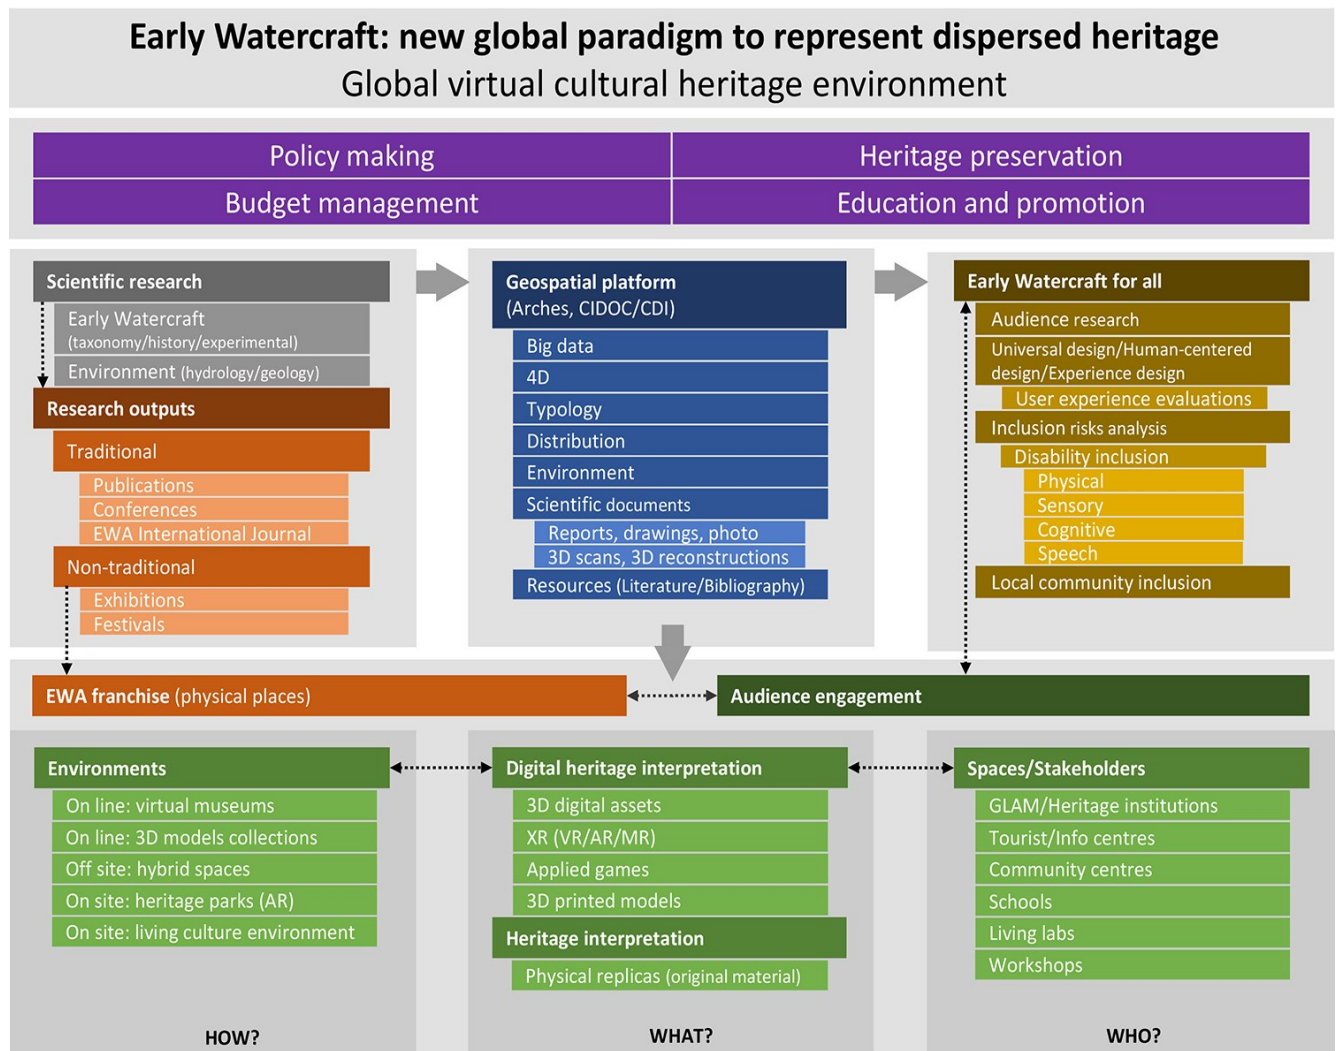 Early Watercraft: new global paradigm to represent dispersed heritage
Global virtual cultural heritage environment
Policy making
Heritage preservation
Budget management
Education and promotion
Scientific research
Early Watercraft
(taxonomy/history/experimental)
Environment (hydrology/geology)
Research outputs
Traditional
Publications
Conferences
EWA International Journal
Non-traditional
Exhibitions
Festivals
Geospatial platform
(Arches, CIDOC/CDI)
Big data
4D
Typology
Distribution
Environment
Scientific documents
Reports, drawings, photo
3D scans, 3D reconstructions
Resources (Literature/Bibliography)
Early Watercraft for all
Audience research
Universal design/Human-centered
design/Experience design
User experience evaluations
Inclusion risks analysis
Disability inclusion
Physical
Sensory
Cognitive
Speech
Local community inclusion
EWA franchise (physical places)
Audience engagement
Environments
On line: virtual museums
On line: 3D models collections
Off site: hybrid spaces
On site: heritage parks (AR)
On site: living culture environment
HOW?
Digital heritage interpretation
3D digital assets
XR (VR/AR/MR)
Applied games
3D printed models
Heritage interpretation
Physical replicas (original material)
WHAT?
Spaces/Stakeholders
GLAM/Heritage institutions
Tourist/Info centres
Community centres
Schools
Living labs
Workshops
WHO?